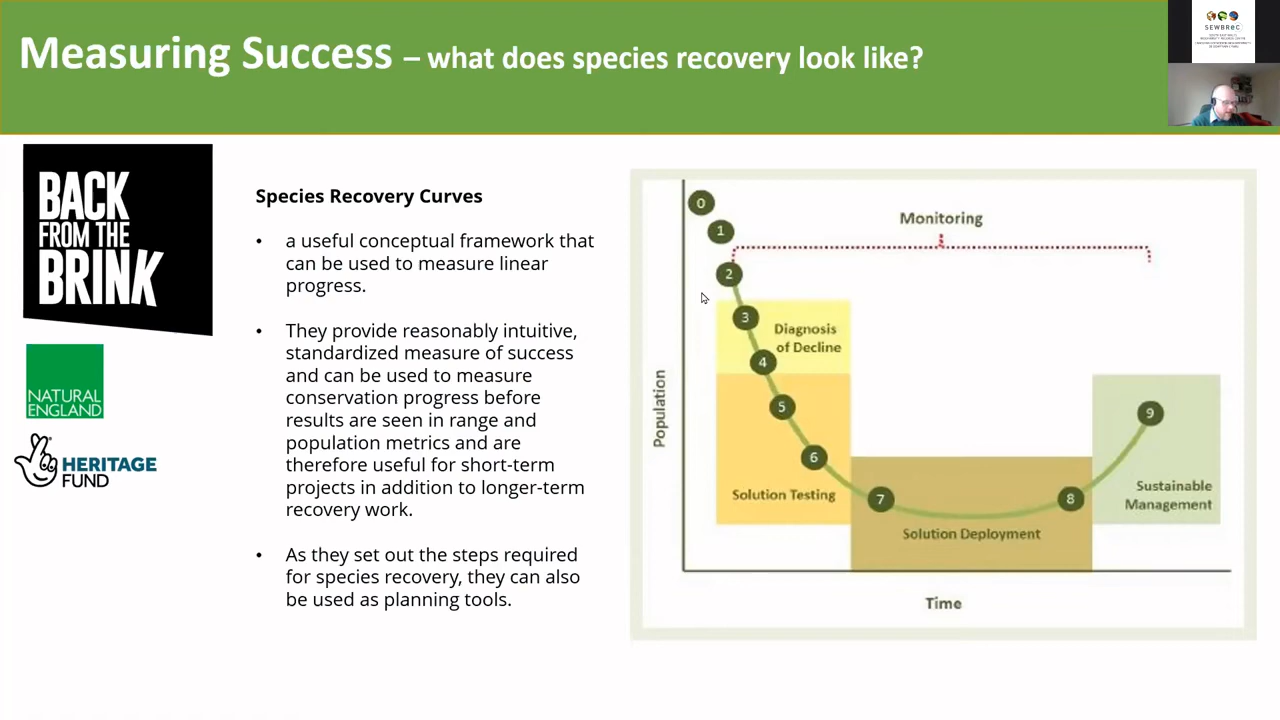 Measuring Success – what does species recovery look like?
SEWBReC
BACK
FROM THE
BRINK
NATURAL
ENGLAND
HERITAGE
FUND
Species Recovery Curves
• a useful conceptual framework that
can be used to measure linear
progress.
• They provide reasonably intuitive,
standardized measure of success
and can be used to measure
conservation progress before
results are seen in range and
population metrics and are
therefore useful for short-term
projects in addition to longer-term
recovery work.
• As they set out the steps required
for species recovery, they can also
be used as planning tools.
Population
0
1
Monitoring
2
3
Diagnosis
of Decline
4
5
6
Solution Testing
7
Solution Deployment
8
9
Sustainable
Management
Time